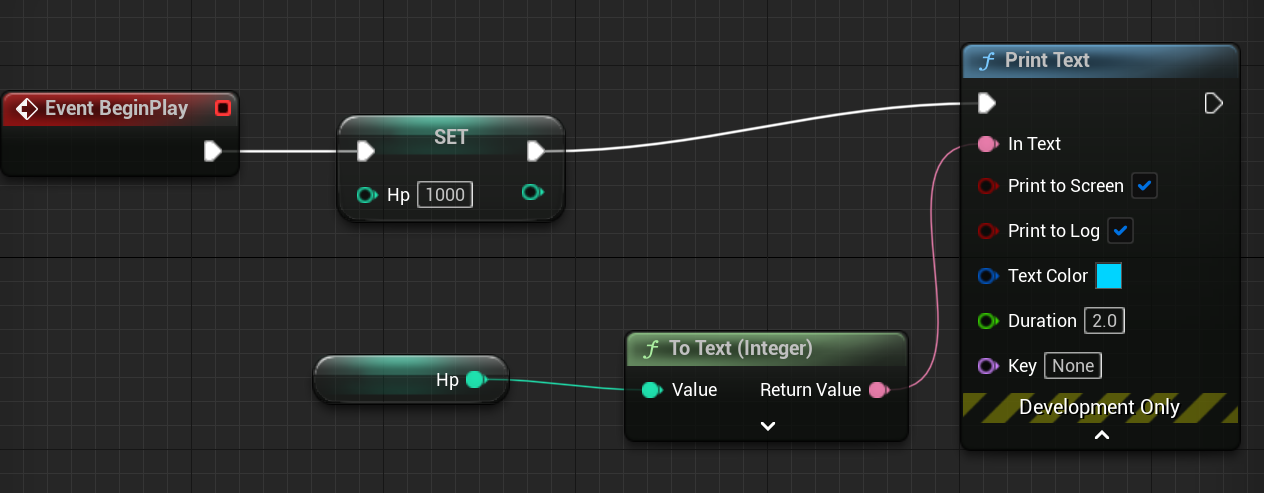 Event BeginPlay
SET
Hp 1000
Hp
To Text (Integer)
Value Return Value
Print Text
In Text
Print to Screen
Print to Log
Text Color
Duration 2.0
Key None
Development Only